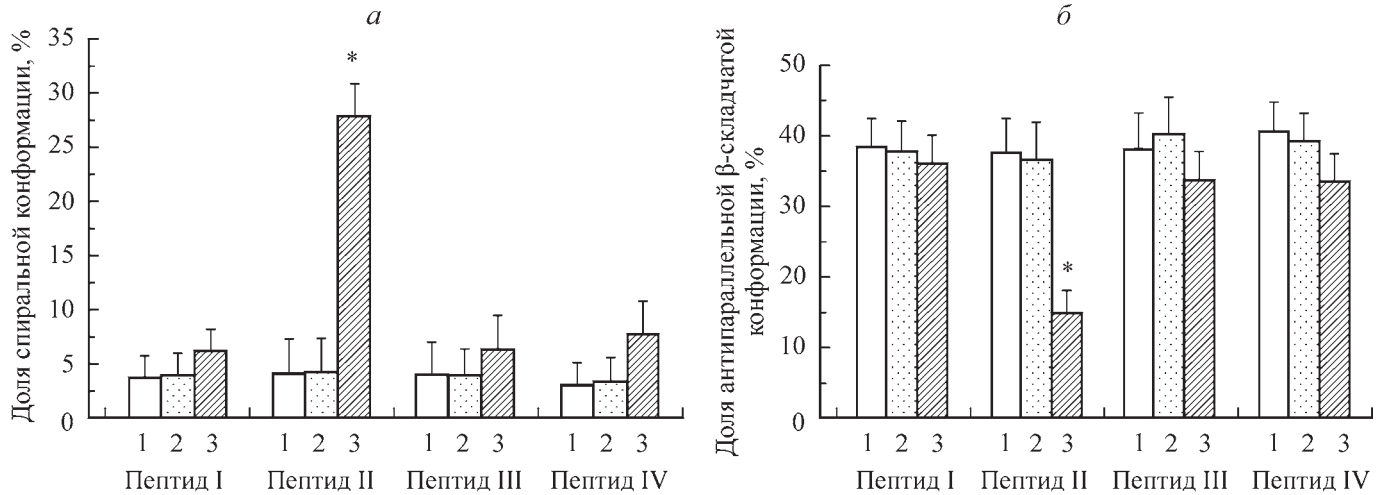 а
Доля спиральной конформации, %
35
30
25
20
15
10
5
0
*
1 2 3 1 2 3 1 2 3 1 2 3
Пептид I Пептид II Пептид III Пептид IV
б
Доля антипараллельной β-складчатой
конформации, %
50
40
30
20
10
0
*
1 2 3 1 2 3 1 2 3 1 2 3
Пептид I Пептид II Пептид III Пептид IV